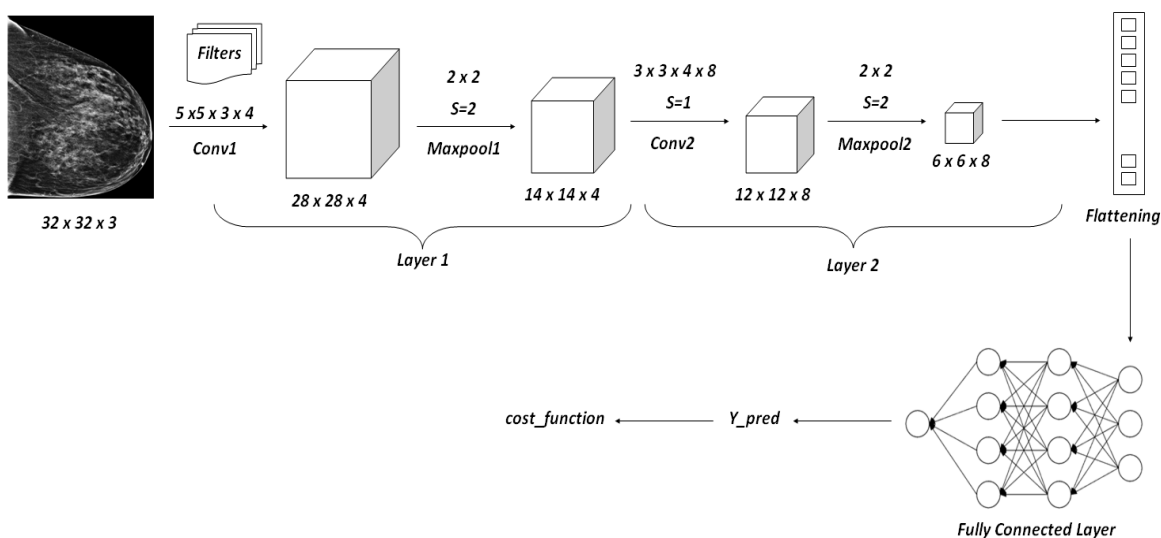 Filters
5 x5 x 3 x 4
Conv1
32 x 32 x 3
28 x 28 x 4
2 x 2
S=2
Maxpool1
14 x 14 x 4
3 x 3 x 4 x 8
S=1
Conv2
12 x 12 x 8
2 x 2
S=2
Maxpool2
6 x 6 x 8
Flattening
Layer 1
Layer 2
cost_function
Y_pred
Fully Connected Layer